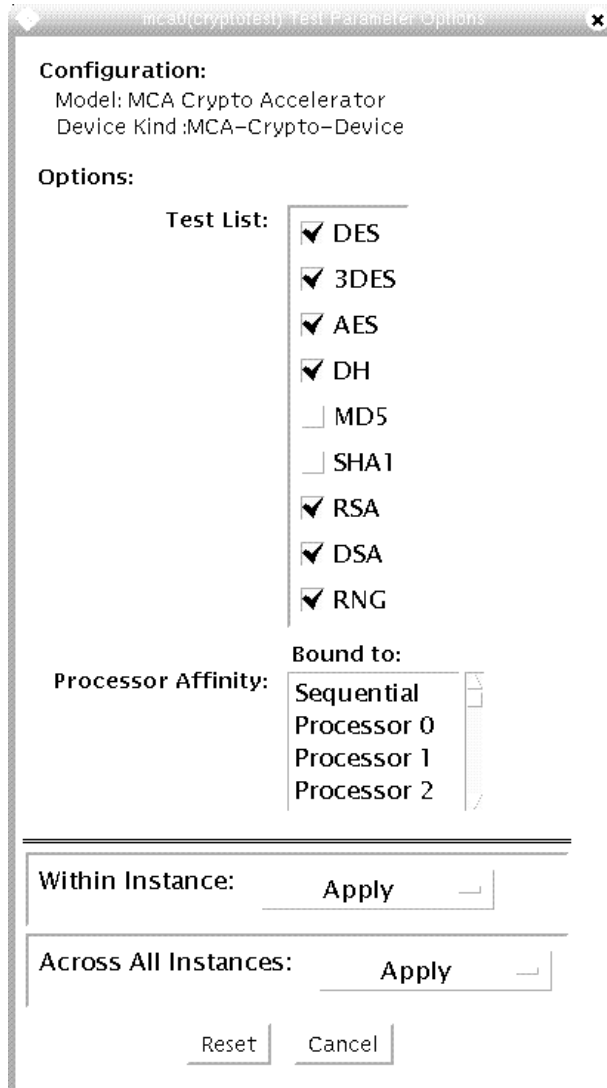 mca0(cryptotest) Test Parameter Options
Configuration:
Model: MCA Crypto Accelerator
Device Kind :MCA-Crypto-Device
Options:
Test List:
DES
3DES
AES
DH
MD5
SHA1
RSA
DSA
RNG
Bound to:
Processor Affinity:
Sequential
Processor 0
Processor 1
Processor 2
Within Instance: Apply
Across All Instances: Apply
Reset Cancel